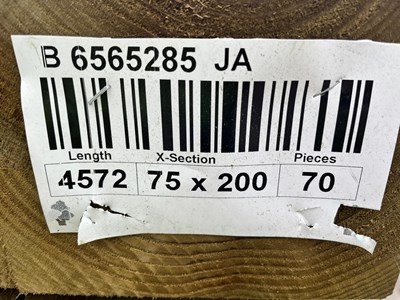 B 6565285 JA
Length X-Section Pieces
4572 75 x 200 70